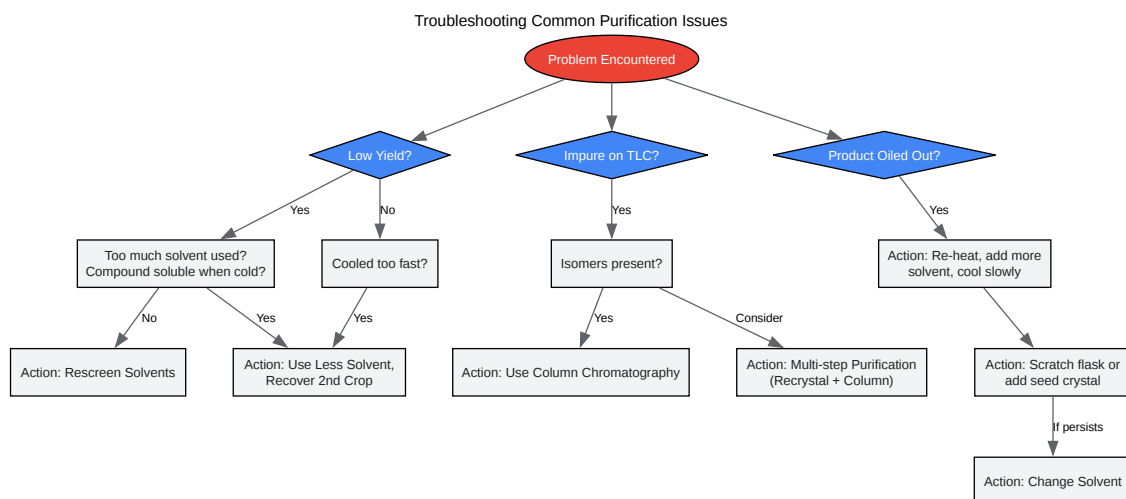 Troubleshooting Common Purification Issues
Problem Encountered
Low Yield?
Impure on TLC?
Product Oiled Out?
Yes
No
Yes
Yes
Too much solvent used?
Compound soluble when cold?
Cooled too fast?
Isomers present?
Action: Re-heat, add more
solvent, cool slowly
No
Yes
Yes
Yes
Consider
Action: Rescreen Solvents
Action: Use Less Solvent,
Recover 2nd Crop
Action: Use Column Chromatography
Action: Multi-step Purification
(Recrystal + Column)
Action: Scratch flask or
add seed crystal
If persists
Action: Change Solvent